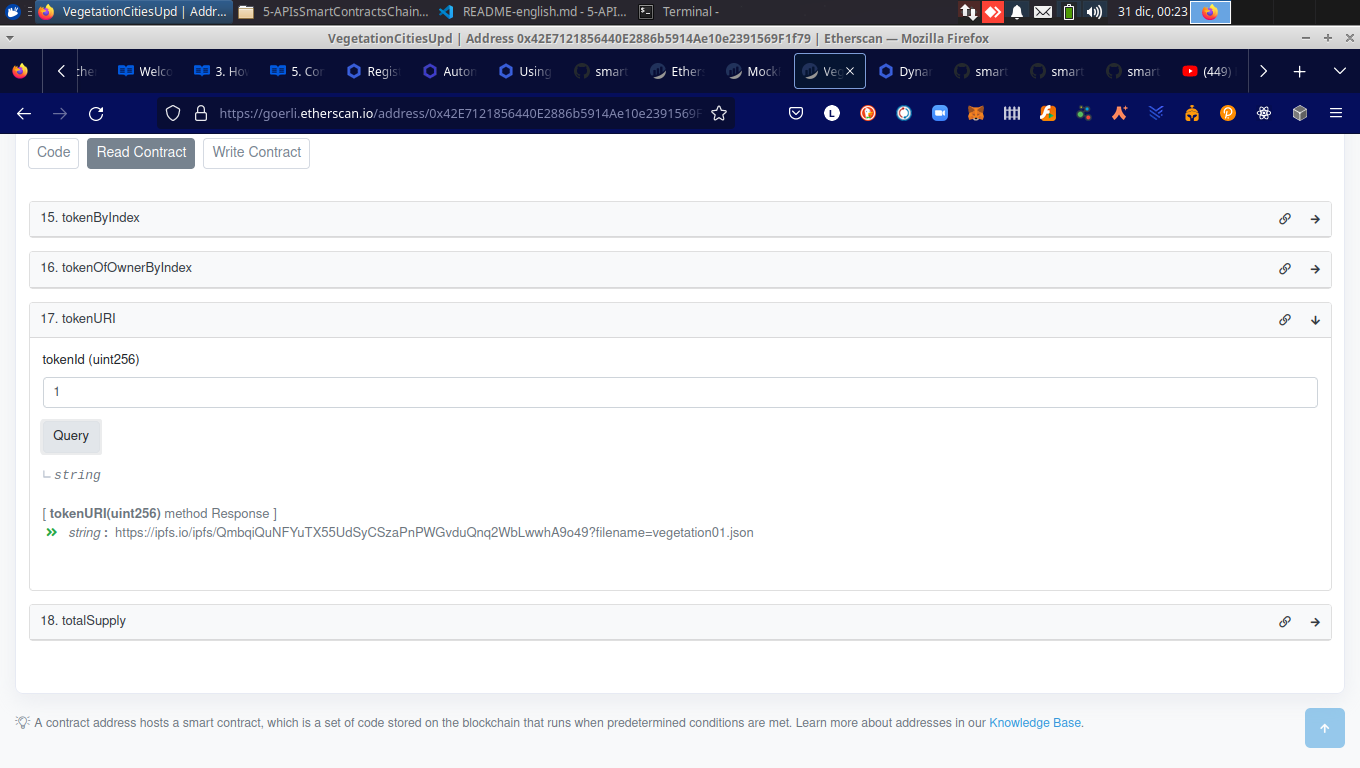 VegetationCitiesUpd | Addr...
5-APIsSmartContractsChain...
README-english.md - 5-API...
Terminal -
31 dic, 00:23
VegetationCitiesUpd | Address 0x42E7121856440E2886b5914Ae10e2391569F1f79 | Etherscan — Mozilla Firefox
Welco
3. Ho
5. Cor
Regist
Auton
Using
smart
Ethers
Mock
Veg
Dynar
smart
smart
smart
(449)
https://goerli.etherscan.io/address/0x42E7121856440E2886b5914Ae10e2391569F
Code
Read Contract
Write Contract
15. tokenByIndex
16. tokenOfOwnerByIndex
17. tokenURI
tokenId (uint256)
1
Query
string
[ tokenURI(uint256) method Response ]
string : https://ipfs.io/ipfs/QmbqiQuNFYuTX55UdSyCSzaPnPWGvduQnq2WbLwwhA9o49?filename=vegetation01.json
18. totalSupply
A contract address hosts a smart contract, which is a set of code stored on the blockchain that runs when predetermined conditions are met. Learn more about addresses in our Knowledge Base.